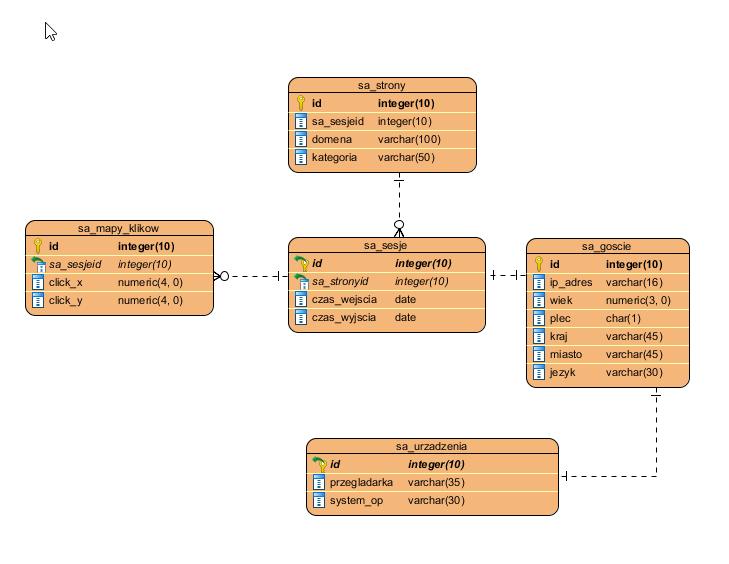 sa_strony
id integer(10)
sa_sesjeid integer(10)
domena varchar(100)
kategoria varchar(50)
sa_mapy_klikow
id integer(10)
sa_sesjeid integer(10)
click_x numeric(4, 0)
click_y numeric(4, 0)
sa_sesje
id integer(10)
sa_stronyid integer(10)
czas_wejscia date
czas_wyjscia date
sa_goscie
id integer(10)
ip_adres varchar(16)
wiek numeric(3, 0)
plec char(1)
kraj varchar(45)
miasto varchar(45)
jezyk varchar(30)
sa_urzadzenia
id integer(10)
przegladarka varchar(35)
system_op varchar(30)